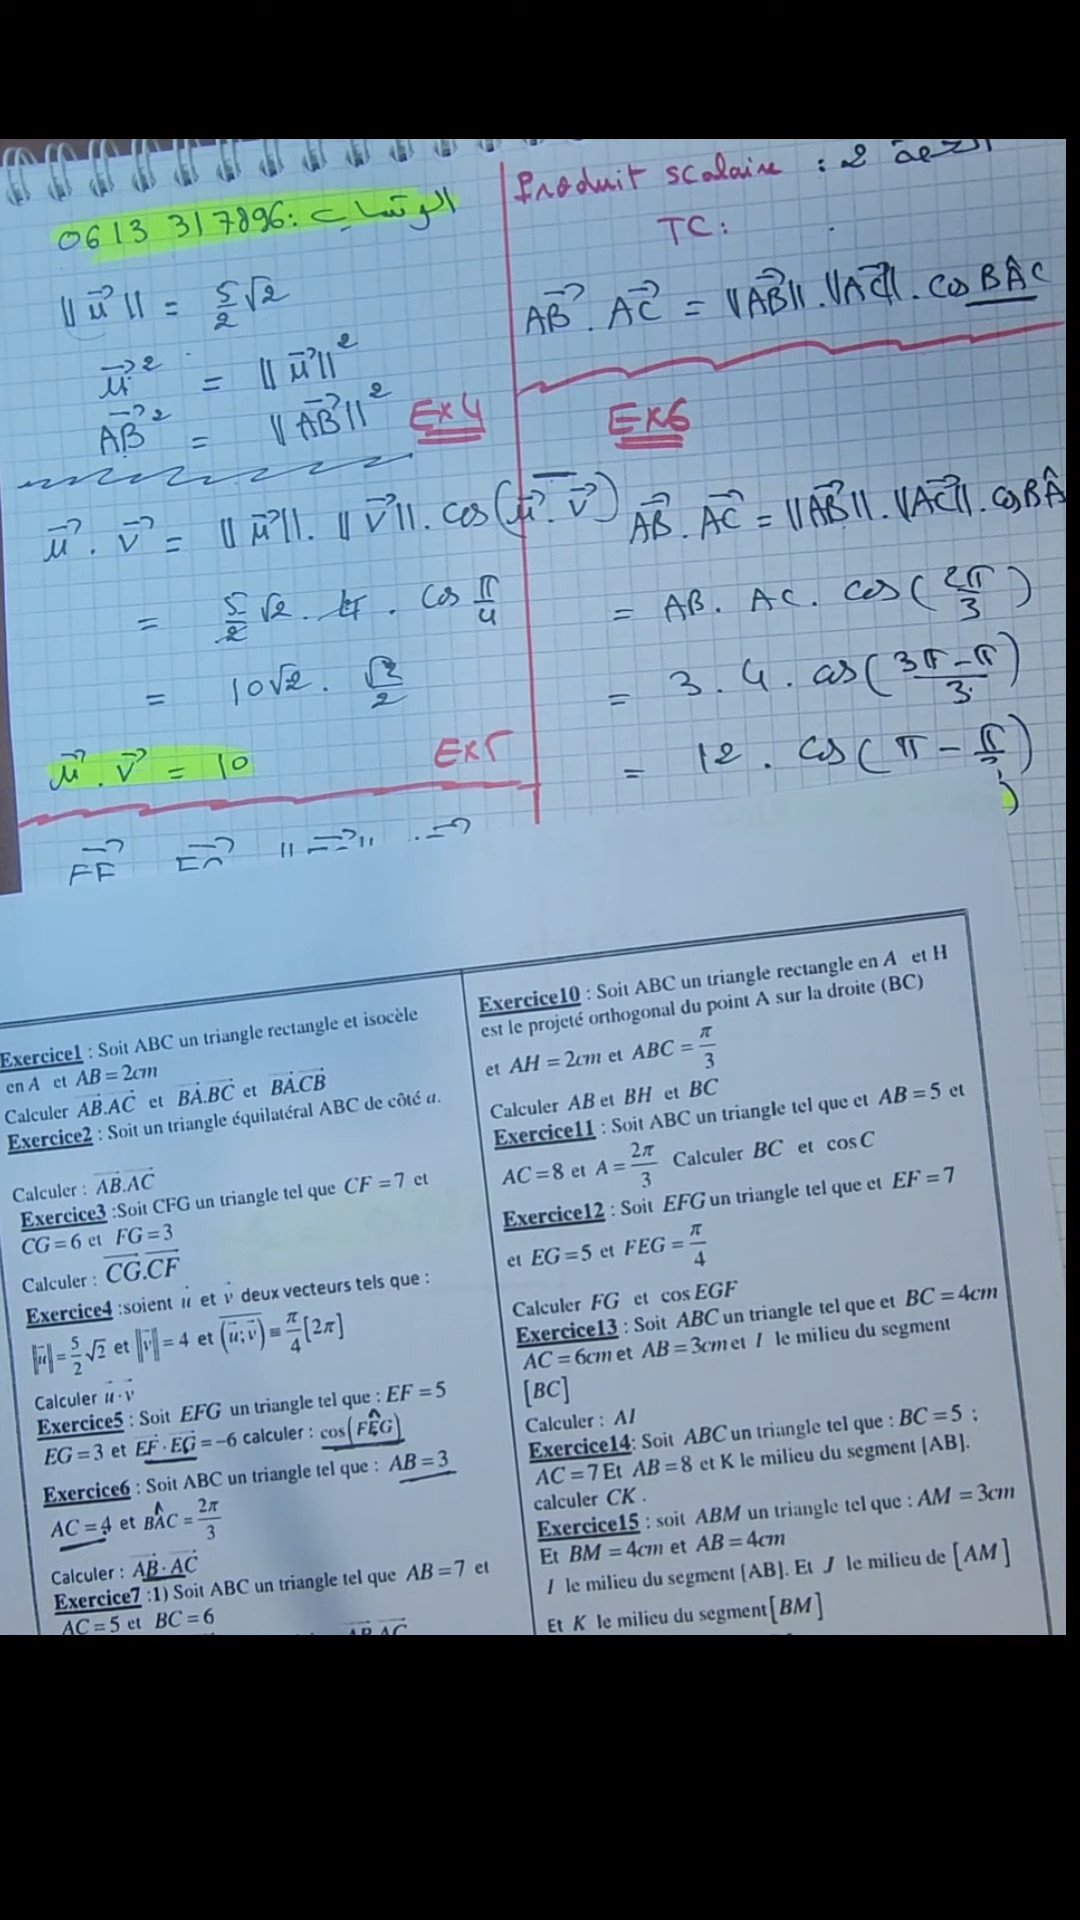 0613 317896: الوتساب
‖u⃗‖ = 5/2 √2
u⃗² = ‖u⃗‖²
AB⃗² = ‖AB⃗‖²
Ex4
u⃗ . v⃗ = ‖u⃗‖. ‖v⃗‖. cos(u⃗ . v⃗)
= 5/2 √2 . 4 . cos π/4
= 10√2 . √2/2
u⃗ . v⃗ = 10
Ex5
Produit scalaire : 2
TC:
AB⃗ . AC⃗ = ‖AB⃗‖.‖AC⃗‖. cos BÂC
Ex6
AB⃗ . AC⃗ = ‖AB⃗‖.‖AC⃗‖. cos BÂ
= AB . AC . cos(2π/3)
= 3 . 4 . cos(3π-π/3)
= 12 . cos(π - π/3)
Exercice1 : Soit ABC un triangle rectangle et isocèle
en A et AB = 2cm
Calculer AB⃗.AC⃗ et BA⃗.BC⃗ et BA⃗.CB⃗
Exercice2 : Soit un triangle équilatéral ABC de côté a.
Calculer : AB⃗.AC⃗
Exercice3 :Soit CFG un triangle tel que CF = 7 et
CG = 6 et FG = 3
Calculer : CG⃗.CF⃗
Exercice4 :soient u⃗ et v⃗ deux vecteurs tels que :
‖u⃗‖ = 5/2 √2 et ‖v⃗‖ = 4 et (u⃗;v⃗) ≡ π/4 [2π]
Calculer u⃗·v⃗
Exercice5 : Soit EFG un triangle tel que : EF = 5
EG = 3 et EF⃗·EG⃗ = -6 calculer : cos(FÊG)
Exercice6 : Soit ABC un triangle tel que : AB = 3
AC = 4 et BÂC = 2π/3
Calculer : AB⃗·AC⃗
Exercice7 :1) Soit ABC un triangle tel que AB = 7 et
AC = 5 et BC = 6
Exercice10 : Soit ABC un triangle rectangle en A et H
est le projeté orthogonal du point A sur la droite (BC)
et AH = 2cm et ABC = π/3
Calculer AB et BH et BC
Exercice11 : Soit ABC un triangle tel que et AB = 5 et
AC = 8 et A = 2π/3 Calculer BC et cos C
Exercice12 : Soit EFG un triangle tel que et EF = 7
et EG = 5 et FEG = π/4
Calculer FG et cos EGF
Exercice13 : Soit ABC un triangle tel que et BC = 4cm
AC = 6cm et AB = 3cm et I le milieu du segment
[BC]
Calculer : AI
Exercice14: Soit ABC un triangle tel que : BC = 5 ;
AC = 7 Et AB = 8 et K le milieu du segment [AB].
calculer CK .
Exercice15 : soit ABM un triangle tel que : AM = 3cm
Et BM = 4cm et AB = 4cm
I le milieu du segment [AB]. Et J le milieu de [AM]
Et K le milieu du segment[BM]